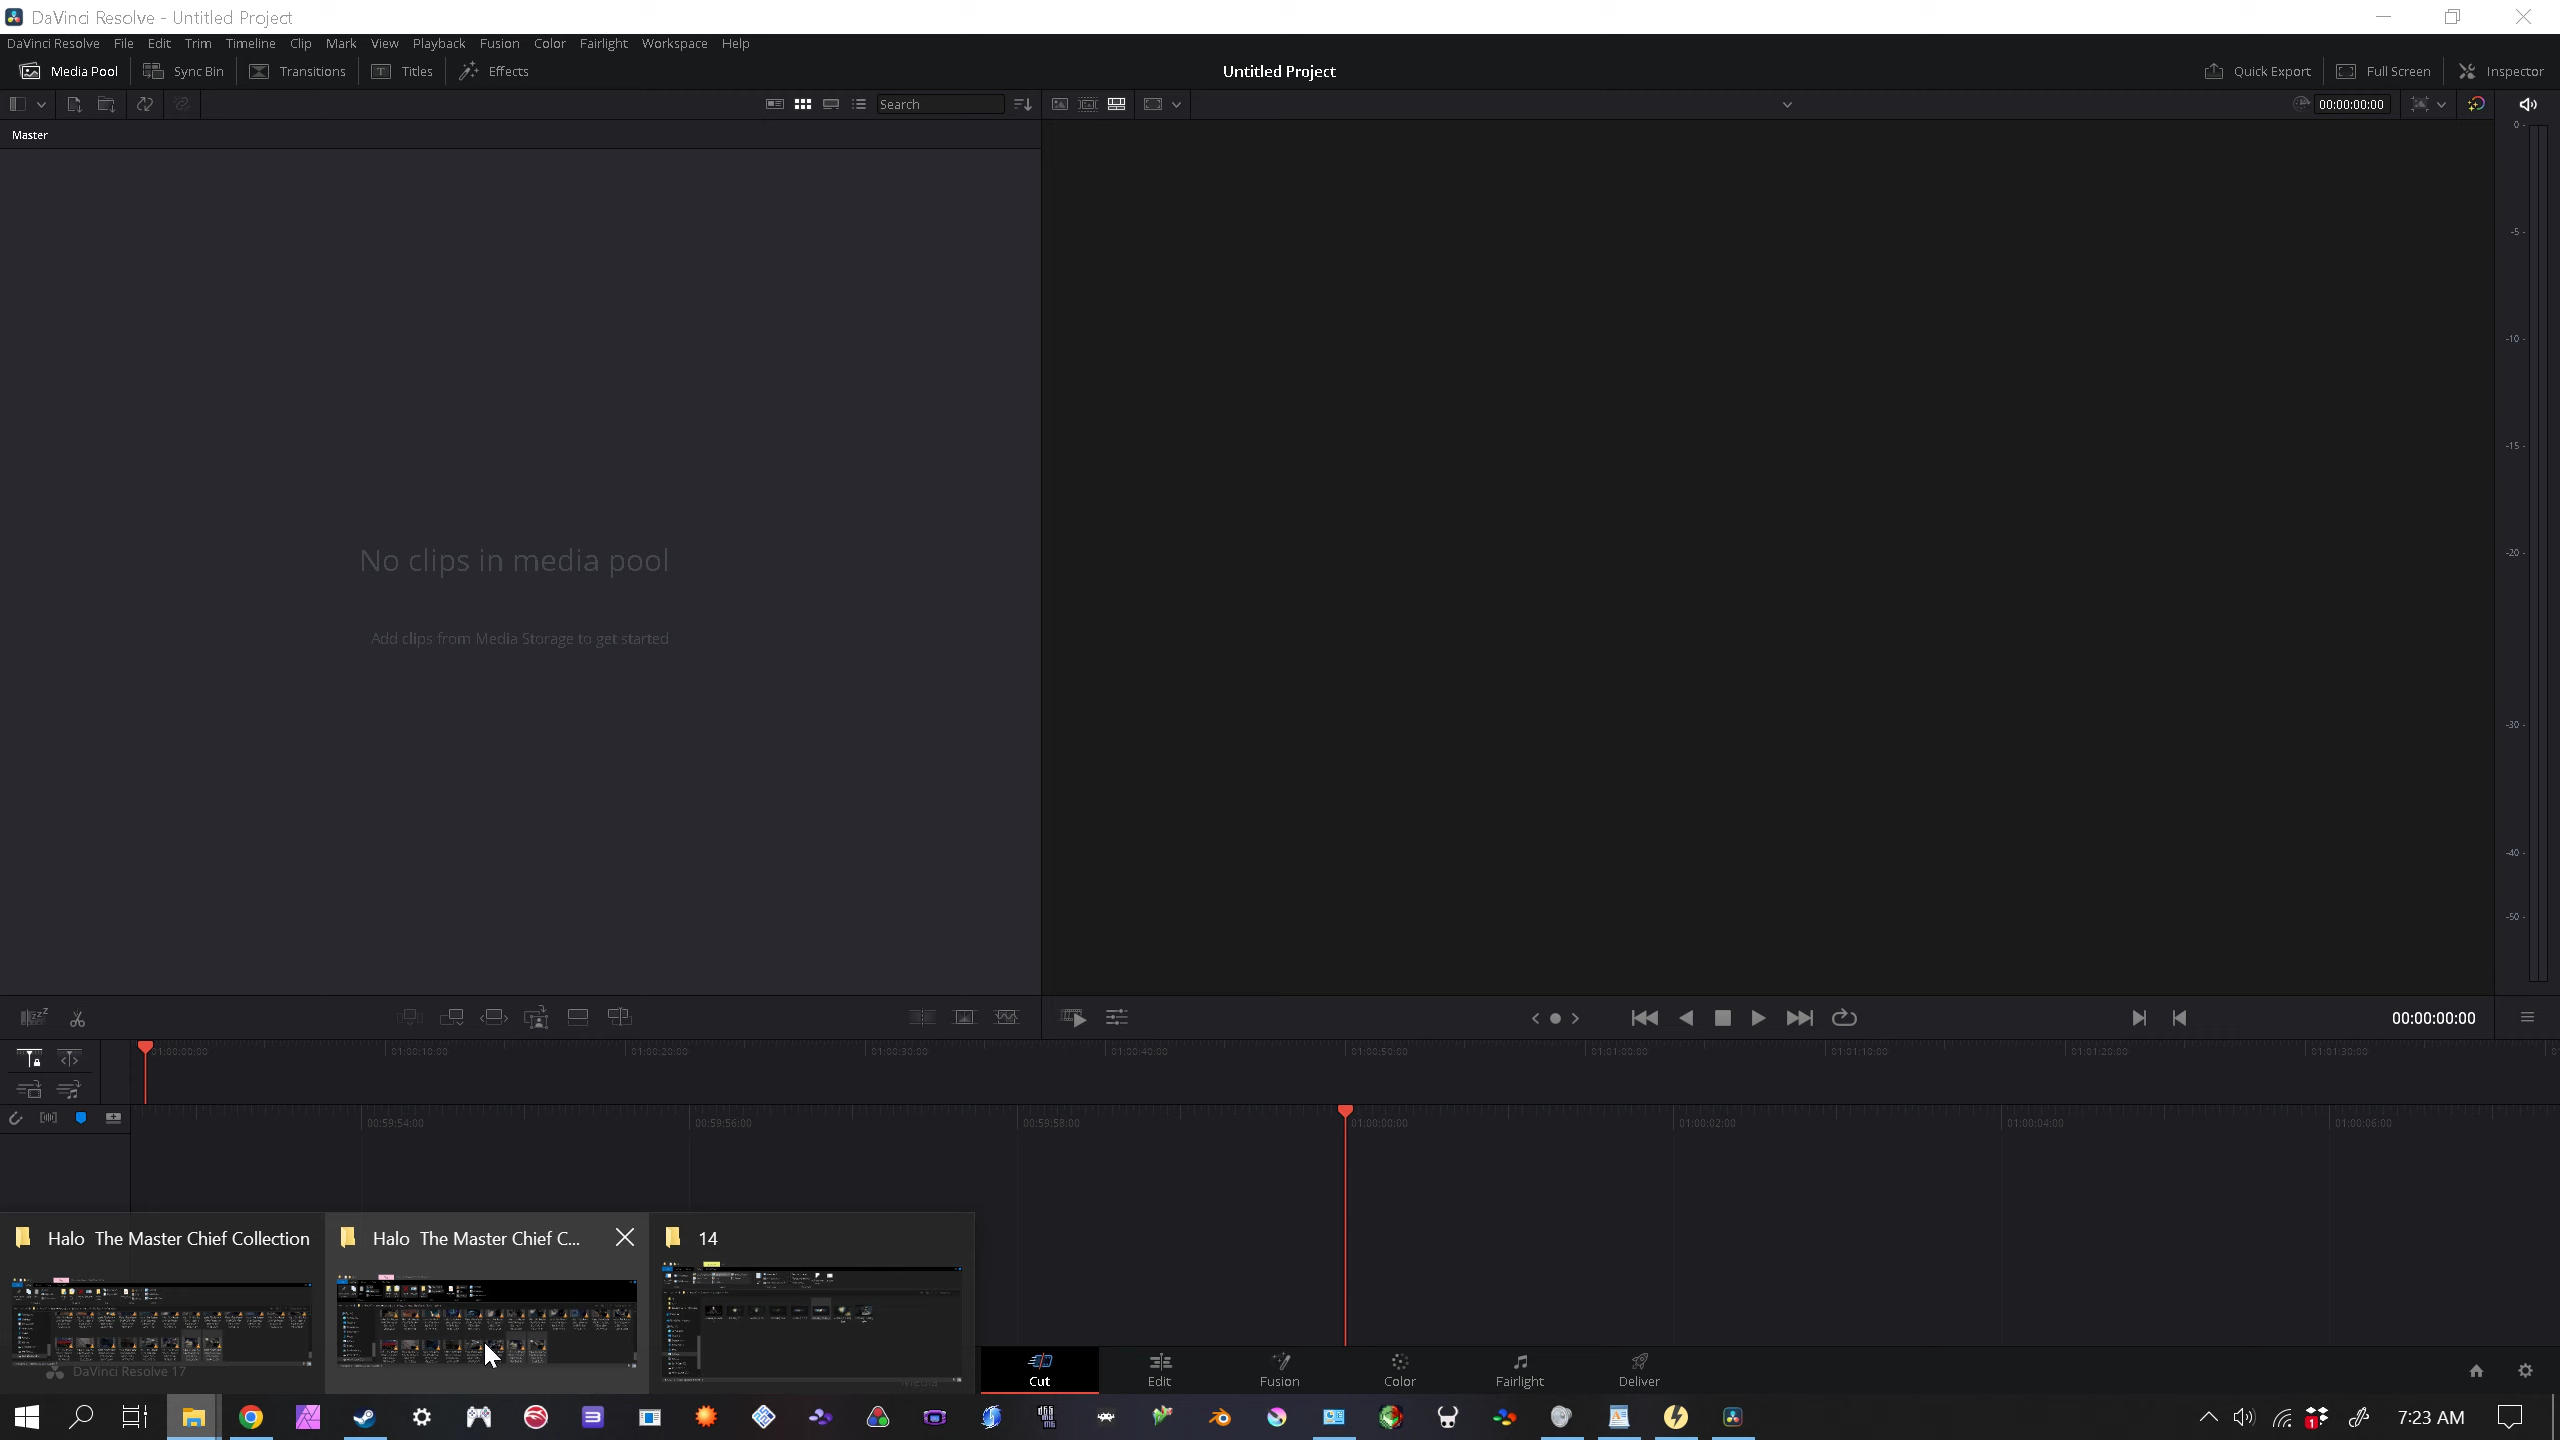 DaVinci Resolve - Untitled Project
DaVinci Resolve File Edit Trim Timeline Clip Mark View Playback Fusion Color Fairlight Workspace Help
Media Pool Sync Bin Transitions Titles Effects Untitled Project Quick Export Full Screen Inspector
Search 00:00:00:00
Master
0 -
-5 -
-10 -
-15 -
-20 -
-30 -
-40 -
-50 -
No clips in media pool
Add clips from Media Storage to get started
00:00:00:00
01:00:00:00 01:00:10:00 01:00:20:00 01:00:30:00 01:00:40:00 01:00:50:00 01:01:00:00 01:01:10:00 01:01:20:00 01:01:30:00
00:59:54:00 00:59:56:00 00:59:58:00 01:00:00:00 01:00:02:00 01:00:04:00 01:00:06:00
Halo The Master Chief Collection Halo The Master Chief C... 14
DaVinci Resolve 17 Media Cut Edit Fusion Color Fairlight Deliver
7:23 AM